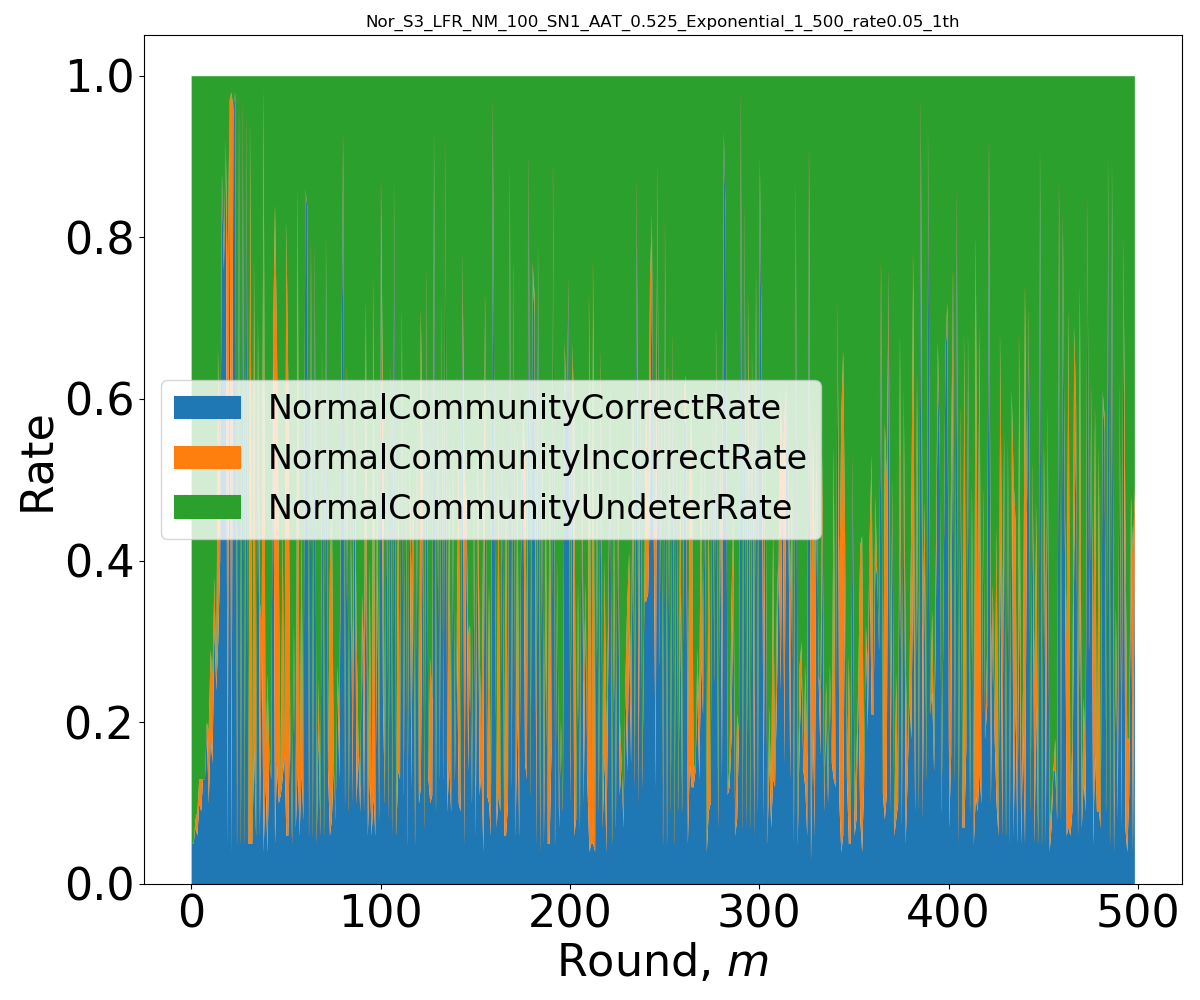 Nor_S3_LFR_NM_100_SN1_AAT_0.525_Exponential_1_500_rate0.05_1th
1.0
0.8
0.6
0.4
0.2
0.0
Rate
NormalCommunityCorrectRate
NormalCommunityIncorrectRate
NormalCommunityUndeterRate
0 100 200 300 400 500
Round, m